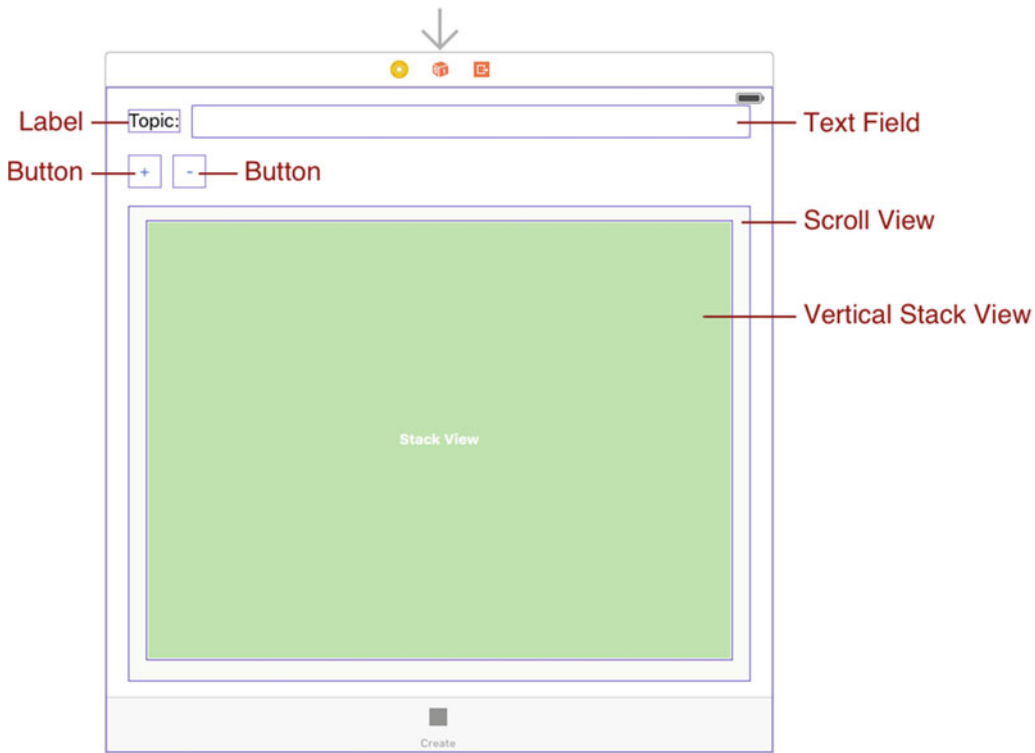 Label
Topic:
Text Field
Button
+
-
Button
Scroll View
Vertical Stack View
Stack View
Create